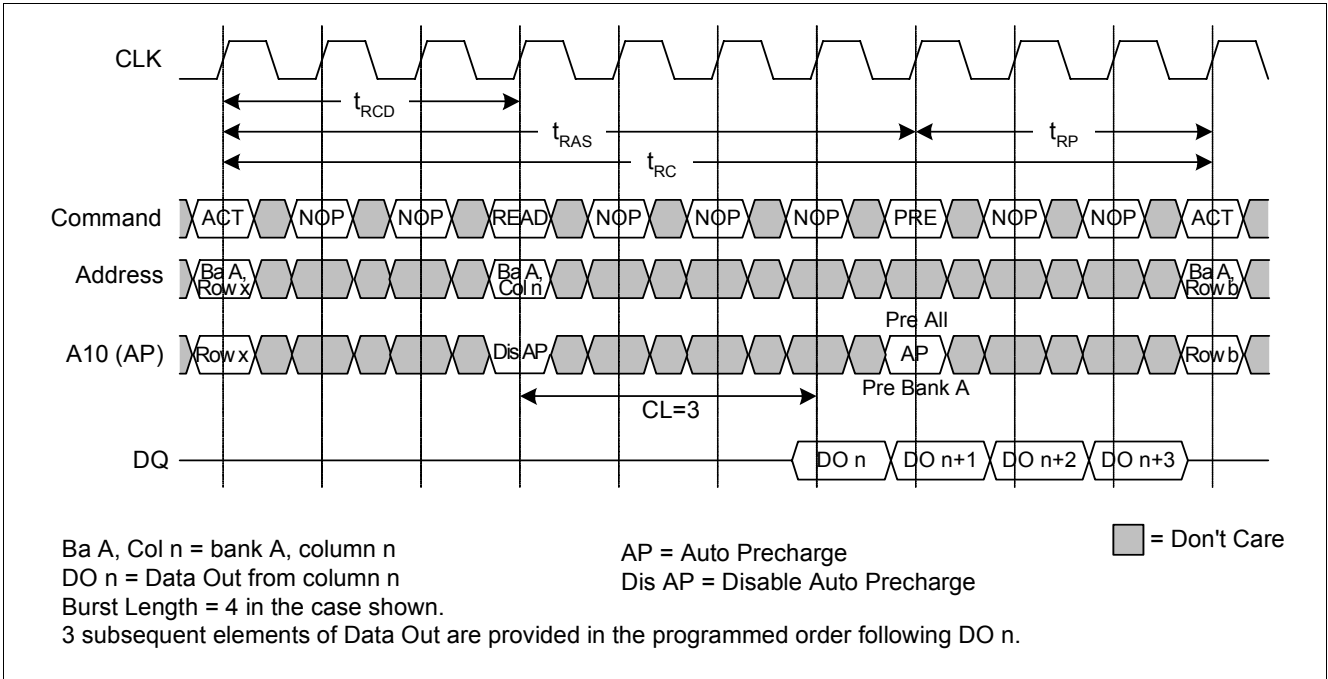 CLK
tRCD
tRAS
tRP
tRC
Command ACT NOP NOP READ NOP NOP NOP PRE NOP NOP ACT
Address Ba A, Row x Ba A, Col n Ba A, Row b
Pre All
A10 (AP) Row x Dis AP AP Row b
Pre Bank A
CL=3
DQ DO n DO n+1 DO n+2 DO n+3
Ba A, Col n = bank A, column n
DO n = Data Out from column n
Burst Length = 4 in the case shown.
3 subsequent elements of Data Out are provided in the programmed order following DO n.
AP = Auto Precharge
Dis AP = Disable Auto Precharge
= Don't Care